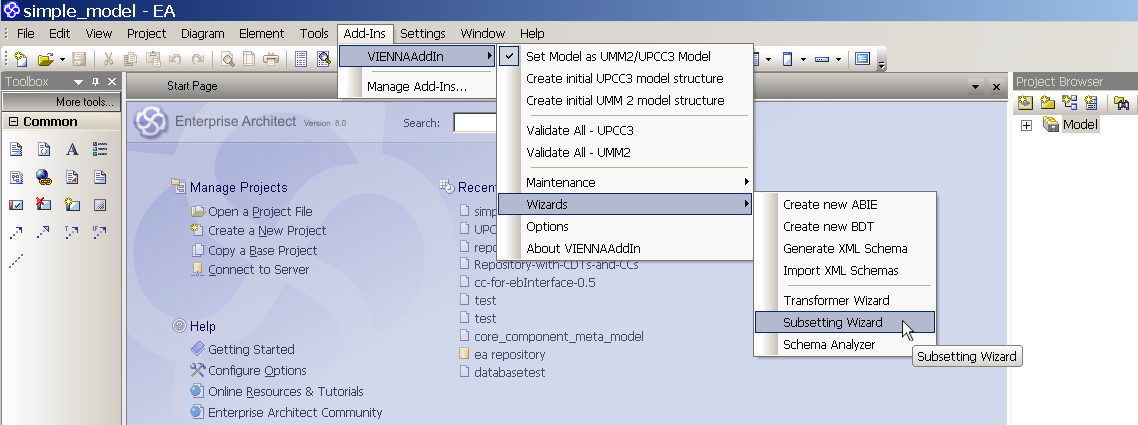 simple_model - EA
File Edit View Project Diagram Element Tools Add-Ins Settings Window Help
Toolbox
More tools...
Common
Start Page
Enterprise Architect Version 8.0 Search:
Manage Projects
Open a Project File
Create a New Project
Copy a Base Project
Connect to Server
Help
Getting Started
Configure Options
Online Resources & Tutorials
Enterprise Architect Community
Recen
simp
UPC
repo
Repository-with-CDTs-and-CCs
cc-for-ebInterface-0.5
test
test
core_component_meta_model
ea repository
databasetest
VIENNAAddIn
Manage Add-Ins...
Set Model as UMM2/UPCC3 Model
Create initial UPCC3 model structure
Create initial UMM 2 model structure
Validate All - UPCC3
Validate All - UMM2
Maintenance
Wizards
Options
About VIENNAAddIn
Create new ABIE
Create new BDT
Generate XML Schema
Import XML Schemas
Transformer Wizard
Subsetting Wizard
Schema Analyzer
Subsetting Wizard
Project Browser
Model